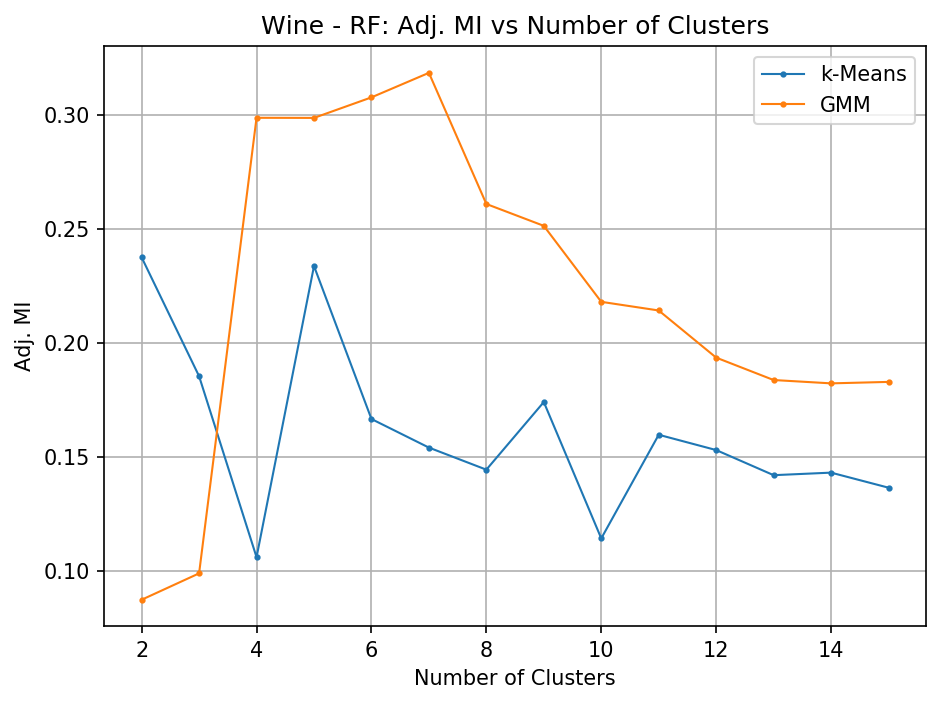 Wine - RF: Adj. MI vs Number of Clusters
k-Means
GMM
Adj. MI
0.30
0.25
0.20
0.15
0.10
2 4 6 8 10 12 14
Number of Clusters